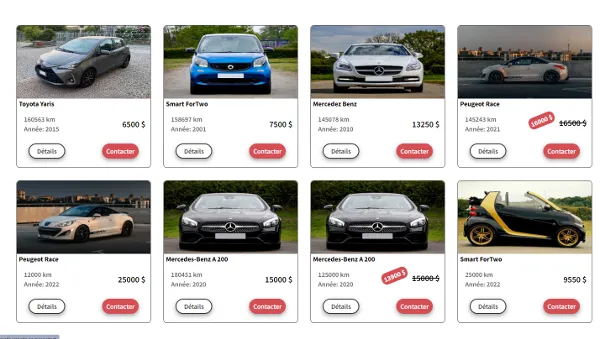 Toyota Yaris
160563 km
Année: 2015
6500 $
Détails
Contacter
Smart ForTwo
158697 km
Année: 2001
7500 $
Détails
Contacter
Mercedez Benz
145078 km
Année: 2010
13250 $
Détails
Contacter
Peugeot Race
145243 km
Année: 2021
16500 $
Détails
Contacter
Peugeot Race
12000 km
Année: 2022
25000 $
Détails
Contacter
Mercedes-Benz A 200
180431 km
Année: 2020
15000 $
Détails
Contacter
Mercedes-Benz A 200
125000 km
Année: 2020
13900 $
15000 $
Détails
Contacter
Smart ForTwo
25000 km
Année: 2022
9550 $
Détails
Contacter